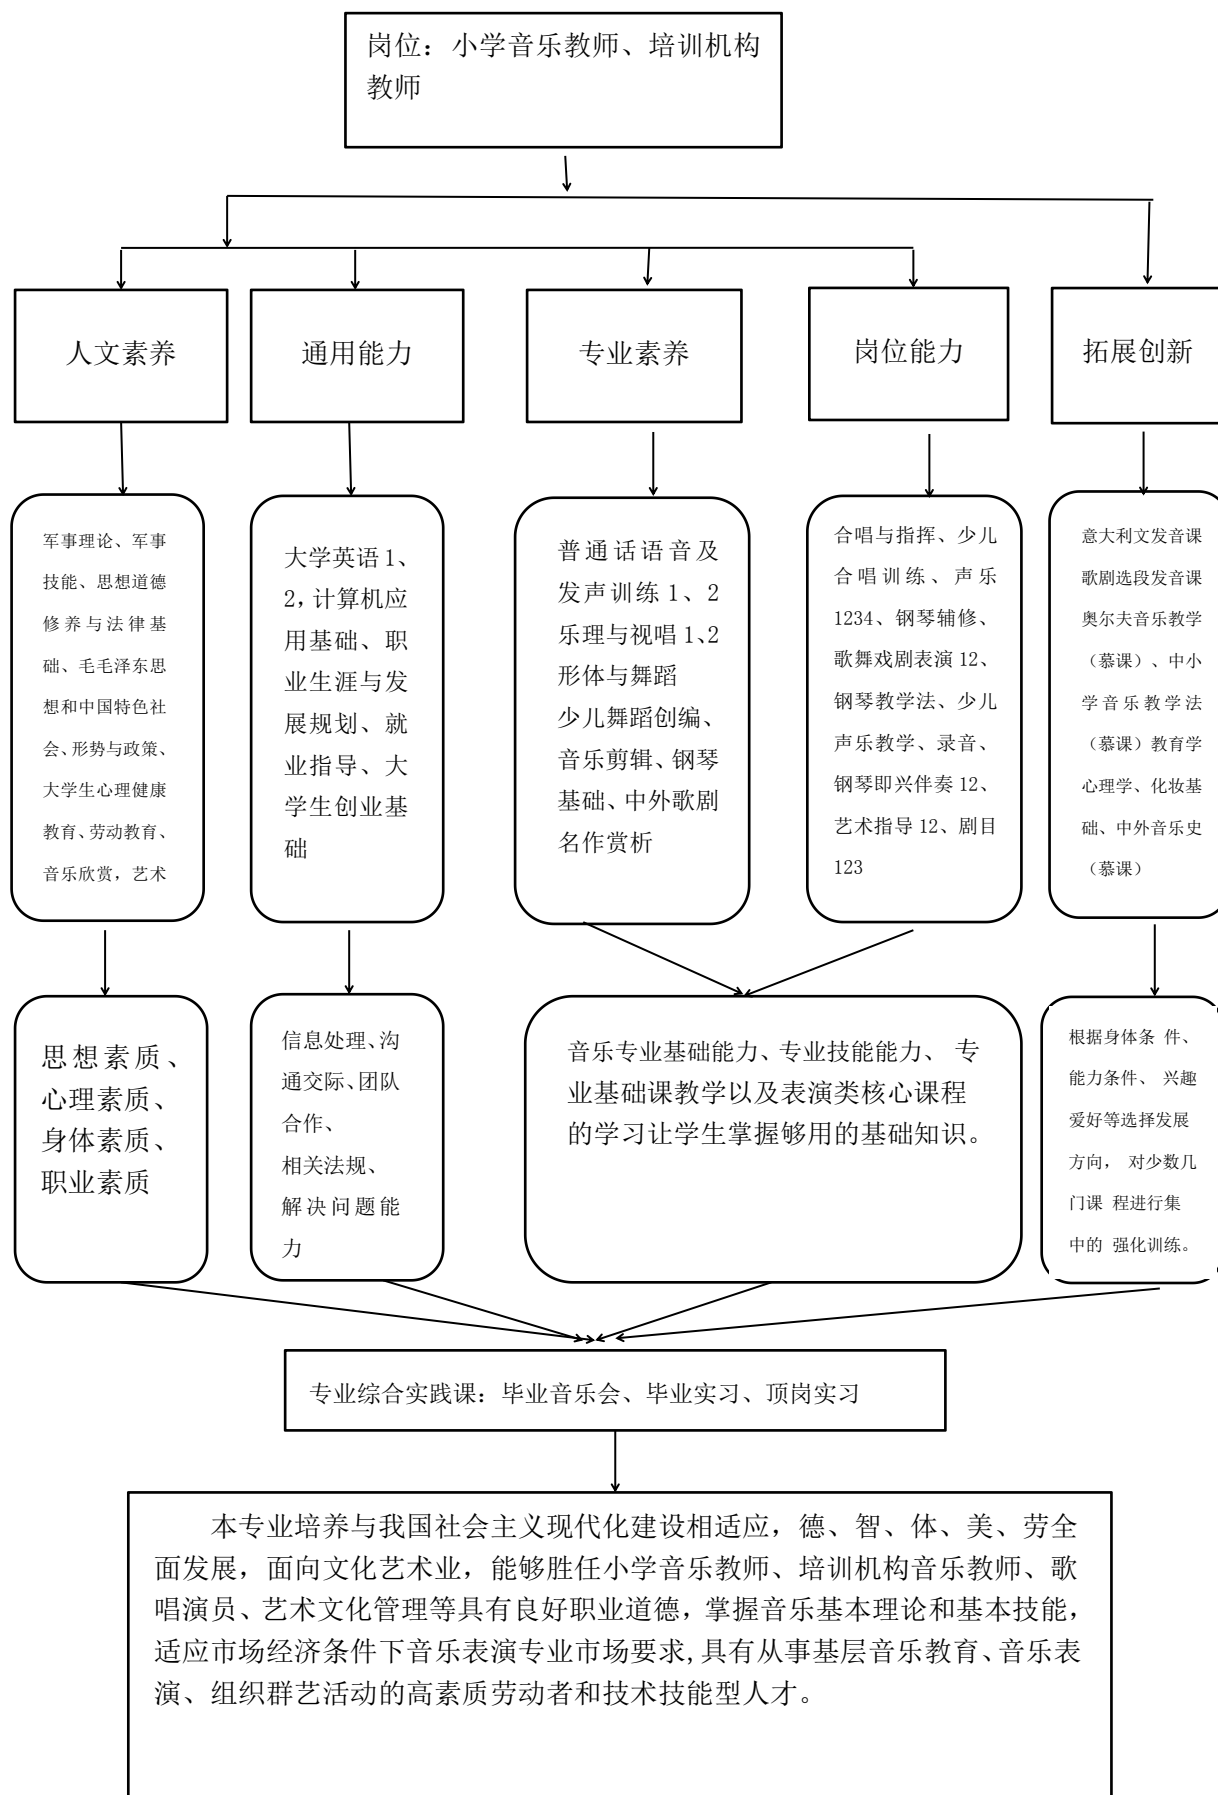 岗位：小学音乐教师、培训机构
教师
人文素养
通用能力
专业素养
岗位能力
拓展创新
军事理论、军事
技能、思想道德
修养与法律基
础、毛毛泽东思
想和中国特色社
会、形势与政策、
大学生心理健康
教育、劳动教育、
音乐欣赏，艺术
大学英语1、
2，计算机应
用基础、职
业生涯与发
展规划、就
业指导、大
学生创业基
础
普通话语音及
发声训练1、2
乐理与视唱1、2
形体与舞蹈
少儿舞蹈创编、
音乐剪辑、钢琴
基础、中外歌剧
名作赏析
合唱与指挥、少儿
合唱训练、声乐
1234、钢琴辅修、
歌舞戏剧表演12、
钢琴教学法、少儿
声乐教学、录音、
钢琴即兴伴奏12、
艺术指导12、剧目
123
意大利文发音课
歌剧选段发音课
奥尔夫音乐教学
（慕课）、中小
学音乐教学法
（慕课）教育学
心理学、化妆基
础、中外音乐史
（慕课）
思想素质、
心理素质、
身体素质、
职业素质
信息处理、沟
通交际、团队
合作、
相关法规、
解决问题能
力
音乐专业基础能力、专业技能能力、 专
业基础课教学以及表演类核心课程
的学习让学生掌握够用的基础知识。
根据身体条 件、
能力条件、 兴趣
爱好等选择发展
方向， 对少数几
门课 程进行集
中的 强化训练。
专业综合实践课：毕业音乐会、毕业实习、顶岗实习
本专业培养与我国社会主义现代化建设相适应，德、智、体、美、劳全
面发展，面向文化艺术业，能够胜任小学音乐教师、培训机构音乐教师、歌
唱演员、艺术文化管理等具有良好职业道德，掌握音乐基本理论和基本技能，
适应市场经济条件下音乐表演专业市场要求,具有从事基层音乐教育、音乐表
演、组织群艺活动的高素质劳动者和技术技能型人才。